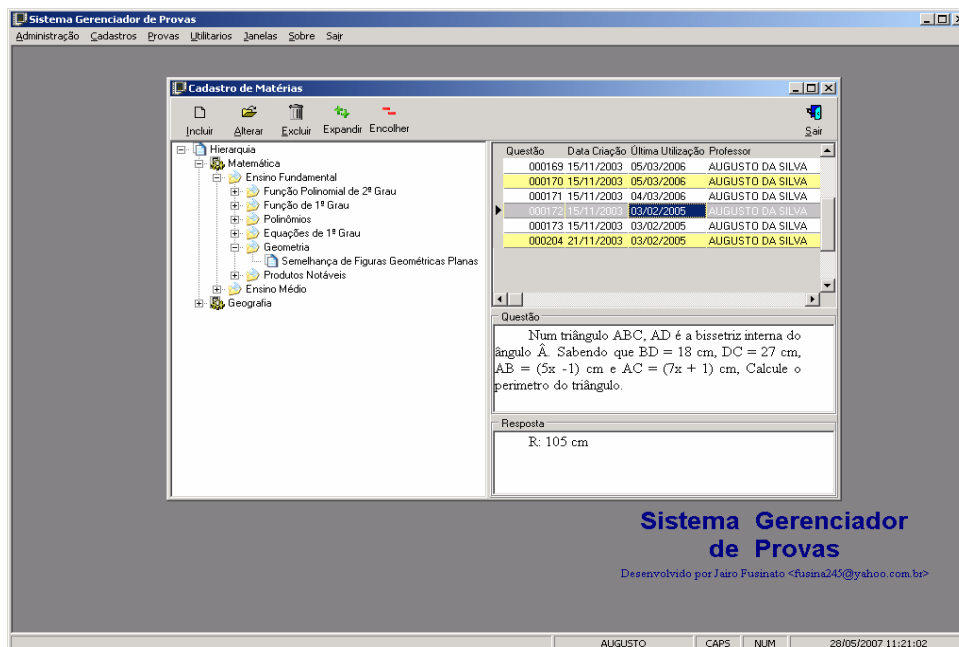 Sistema Gerenciador de Provas
Administração Cadastros Provas Utilitarios Janelas Sobre Sair
Cadastro de Matérias
Incluir Alterar Excluir Expandir Encolher Sair
Hierarquia
Matemática
Ensino Fundamental
Função Polinomial de 2ª Grau
Função de 1ª Grau
Polinômios
Equações de 1ª Grau
Geometria
Semelhança de Figuras Geométricas Planas
Produtos Notáveis
Ensino Médio
Geografia
Questão Data Criação Última Utilização Professor
000169 15/11/2003 05/03/2006 AUGUSTO DA SILVA
000170 15/11/2003 05/03/2006 AUGUSTO DA SILVA
000171 15/11/2003 04/03/2006 AUGUSTO DA SILVA
000172 15/11/2003 03/02/2005 AUGUSTO DA SILVA
000173 15/11/2003 03/02/2005 AUGUSTO DA SILVA
000204 21/11/2003 03/02/2005 AUGUSTO DA SILVA
Questão
Num triângulo ABC, AD é a bissetriz interna do
ângulo Â. Sabendo que BD = 18 cm, DC = 27 cm,
AB = (5x -1) cm e AC = (7x + 1) cm, Calcule o
perimetro do triângulo.
Resposta
R: 105 cm
Sistema Gerenciador
de Provas
Desenvolvido por Jairo Fusinato <fusina245@yahoo.com.br>
AUGUSTO CAPS NUM 28/05/2007 11:21:02